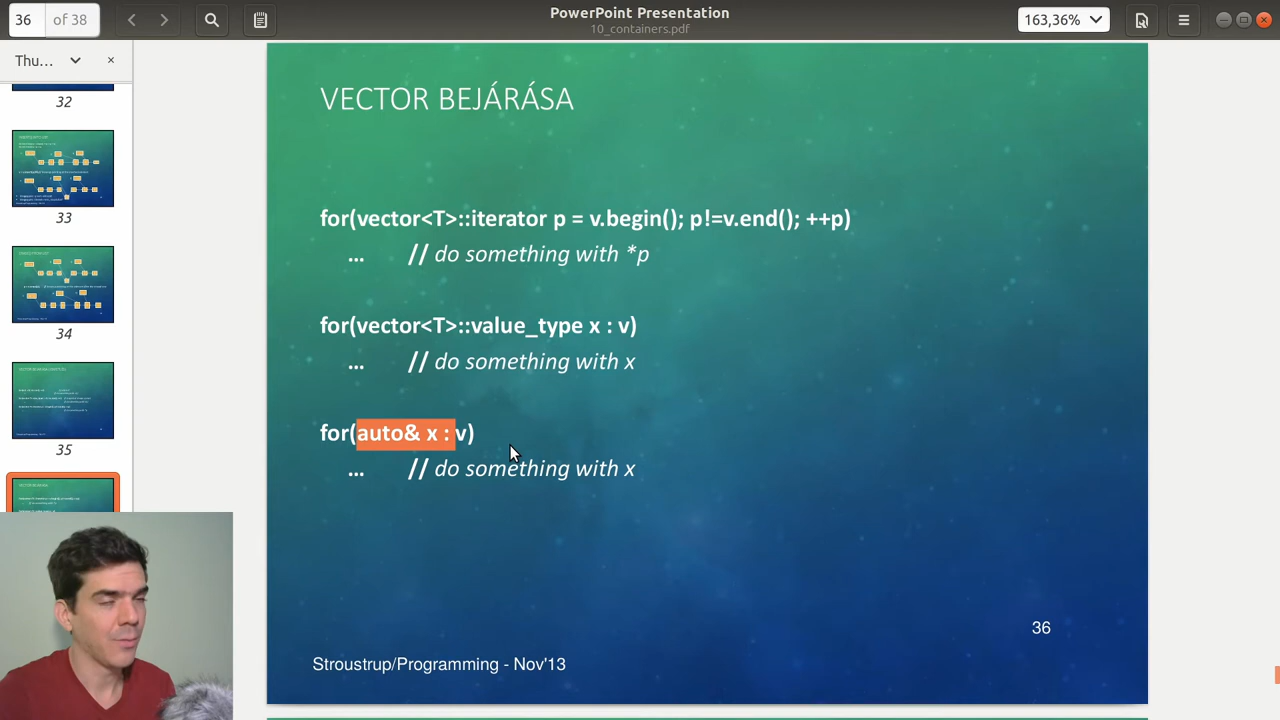 36 of 38
PowerPoint Presentation
10_containers.pdf
163,36%
Thu...
32
33
34
35
VECTOR BEJÁRÁSA
for(vector<T>::iterator p = v.begin(); p!=v.end(); ++p)
... // do something with *p
for(vector<T>::value_type x : v)
... // do something with x
for(auto& x : v)
... // do something with x
36
Stroustrup/Programming - Nov'13